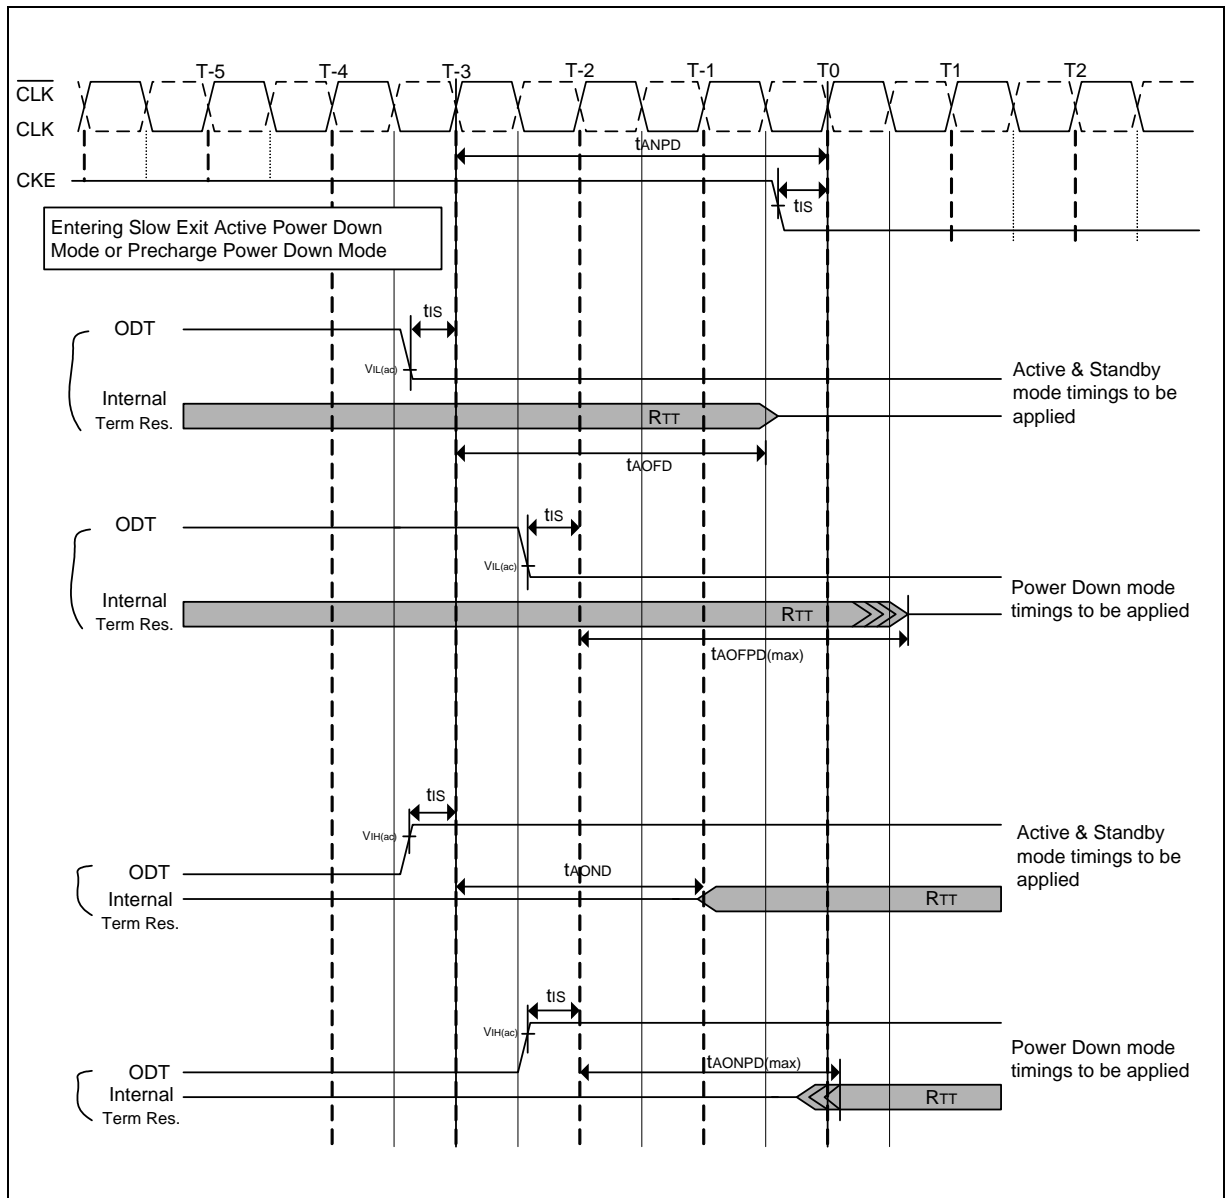 T-5 T-4 T-3 T-2 T-1 T0 T1 T2
CLK
CLK
tANPD
CKE
tIS
Entering Slow Exit Active Power Down
Mode or Precharge Power Down Mode
tIS
ODT
VIL(ac)
Active & Standby
mode timings to be
applied
Internal
Term Res.
RTT
tAOFD
tIS
ODT
VIL(ac)
Power Down mode
timings to be applied
Internal
Term Res.
RTT
tAOFPD(max)
tIS
VIH(ac)
Active & Standby
mode timings to be
applied
ODT
tAOND
Internal
Term Res.
RTT
tIS
VIH(ac)
Power Down mode
timings to be applied
ODT
tAONPD(max)
Internal
Term Res.
RTT